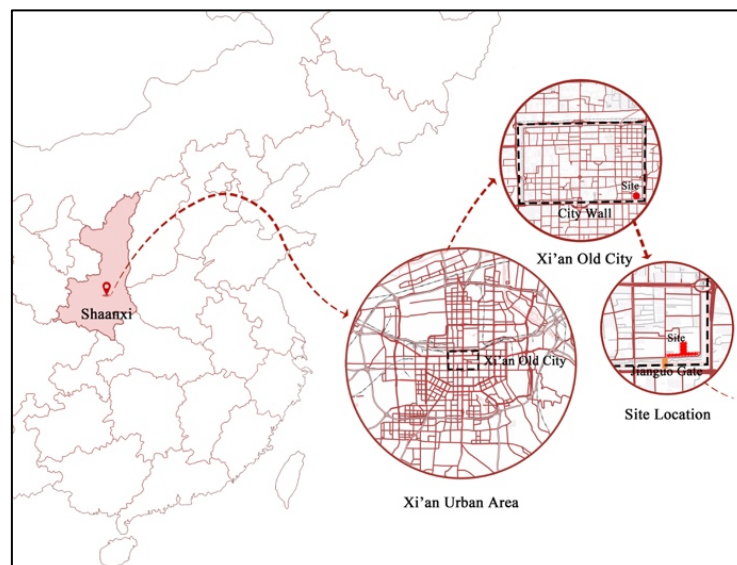 Shaanxi
Xi'an Old City
Xi'an Urban Area
Site
City Wall
Xi'an Old City
Site
Jianguo Gate
Site Location